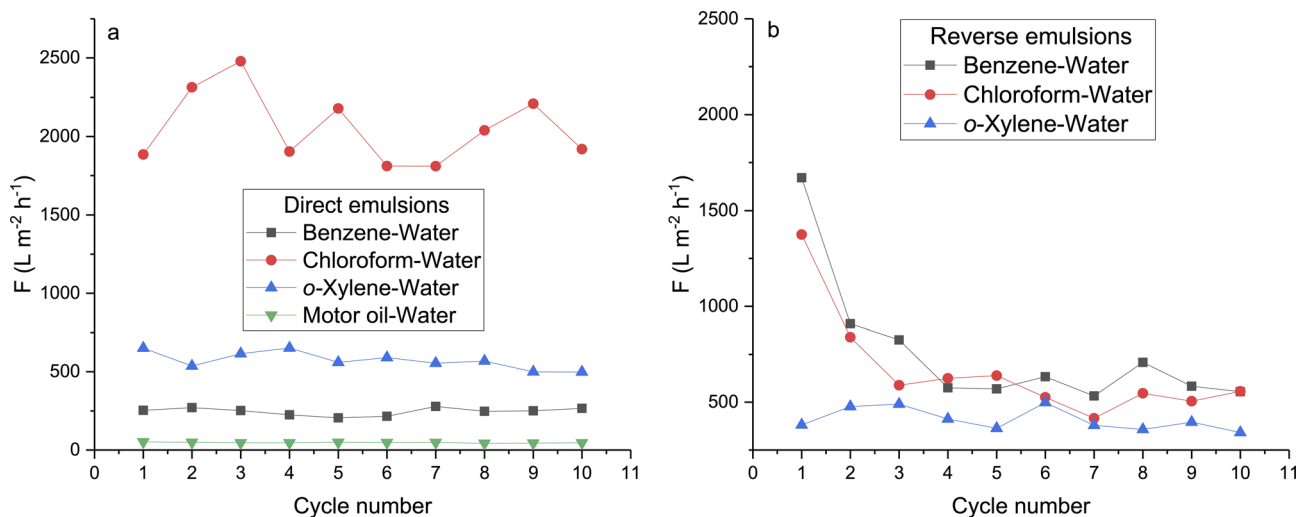 a
2500
2000
1500
1000
500
0
F (L m⁻² h⁻¹)
Direct emulsions
Benzene-Water
Chloroform-Water
o-Xylene-Water
Motor oil-Water
0 1 2 3 4 5 6 7 8 9 10 11
Cycle number
b
2500
2000
1500
1000
500
F (L m⁻² h⁻¹)
Reverse emulsions
Benzene-Water
Chloroform-Water
o-Xylene-Water
0 1 2 3 4 5 6 7 8 9 10 11
Cycle number